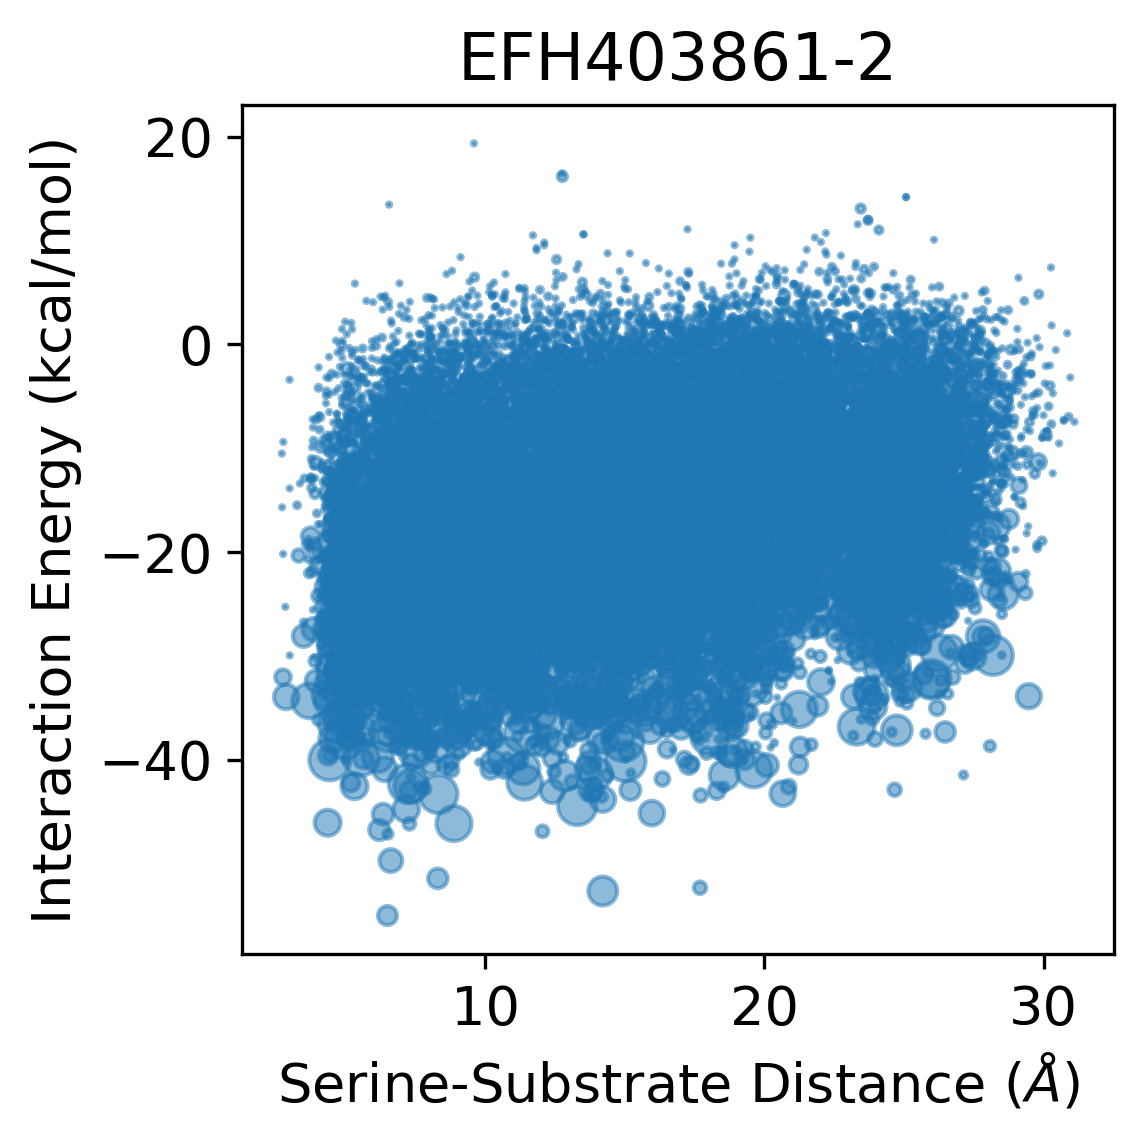 EFH403861-2
Interaction Energy (kcal/mol)
20
0
−20
−40
10 20 30
Serine-Substrate Distance (Å)